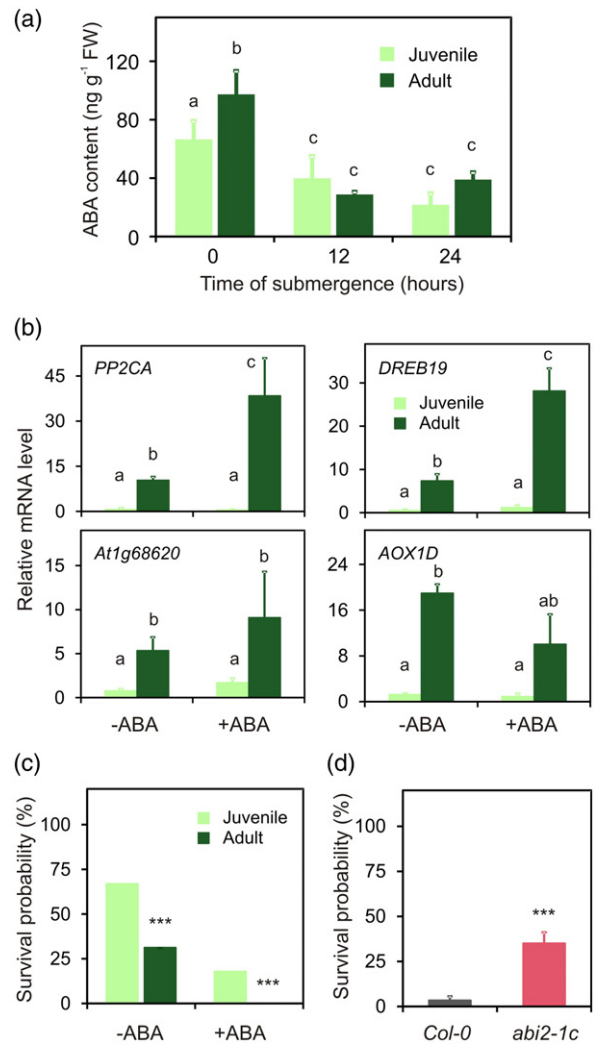 (a)
ABA content (ng g⁻¹ FW)
120
80
40
0
a
b
c
c
c
c
Juvenile
Adult
0
12
24
Time of submergence (hours)
(b)
Relative mRNA level
PP2CA
45
30
15
0
a
b
a
c
DREB19
Juvenile
Adult
30
20
10
0
a
b
a
c
At1g68620
15
10
5
0
a
b
a
b
-ABA
+ABA
AOX1D
24
16
8
0
a
b
a
ab
-ABA
+ABA
(c)
Survival probability (%)
100
75
50
25
0
Juvenile
Adult
***
***
-ABA
+ABA
(d)
Survival probability (%)
100
75
50
25
0
***
Col-0
abi2-1c